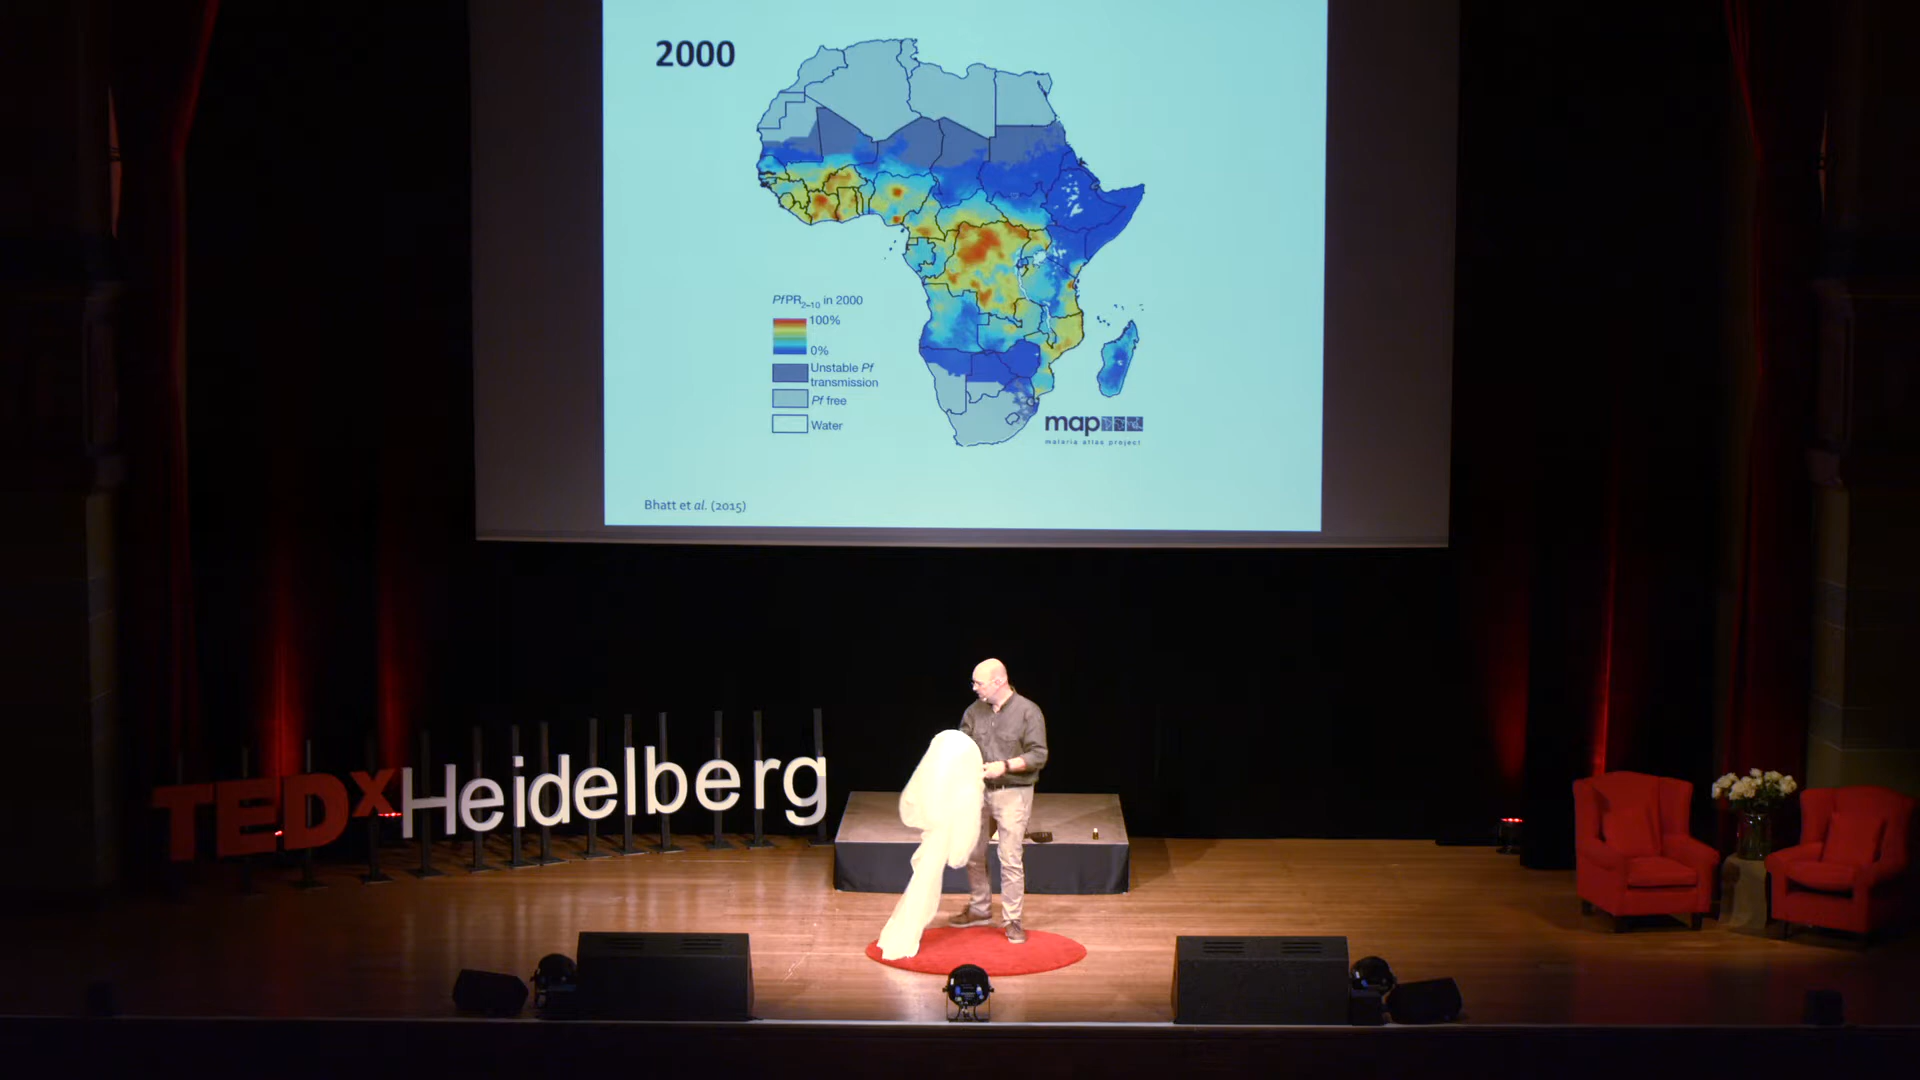 2000
PfPR2–10 in 2000
100%
0%
Unstable Pf
transmission
Pf free
Water
map
malaria atlas project
Bhatt et al. (2015)
TEDxHeidelberg